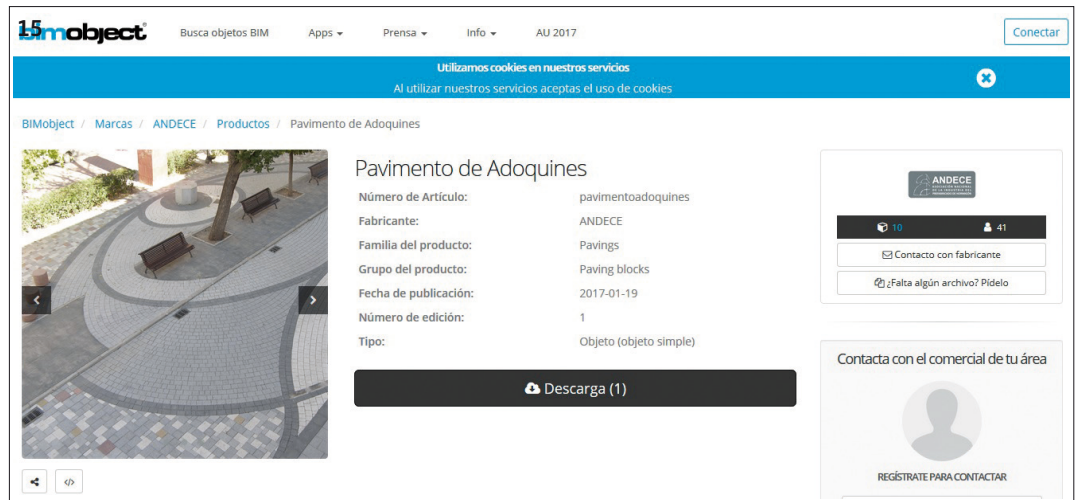 15
bimobject
Busca objetos BIM Apps Prensa Info AU 2017 Conectar
Utilizamos cookies en nuestros servicios
Al utilizar nuestros servicios aceptas el uso de cookies
BIMobject / Marcas / ANDECE / Productos / Pavimento de Adoquines
Pavimento de Adoquines
Número de Artículo: pavimentoadoquines
Fabricante: ANDECE
Familia del producto: Pavings
Grupo del producto: Paving blocks
Fecha de publicación: 2017-01-19
Número de edición: 1
Tipo: Objeto (objeto simple)
Descarga (1)
ANDECE
10 41
Contacto con fabricante
¿Falta algún archivo? Pídelo
Contacta con el comercial de tu área
REGÍSTRATE PARA CONTACTAR